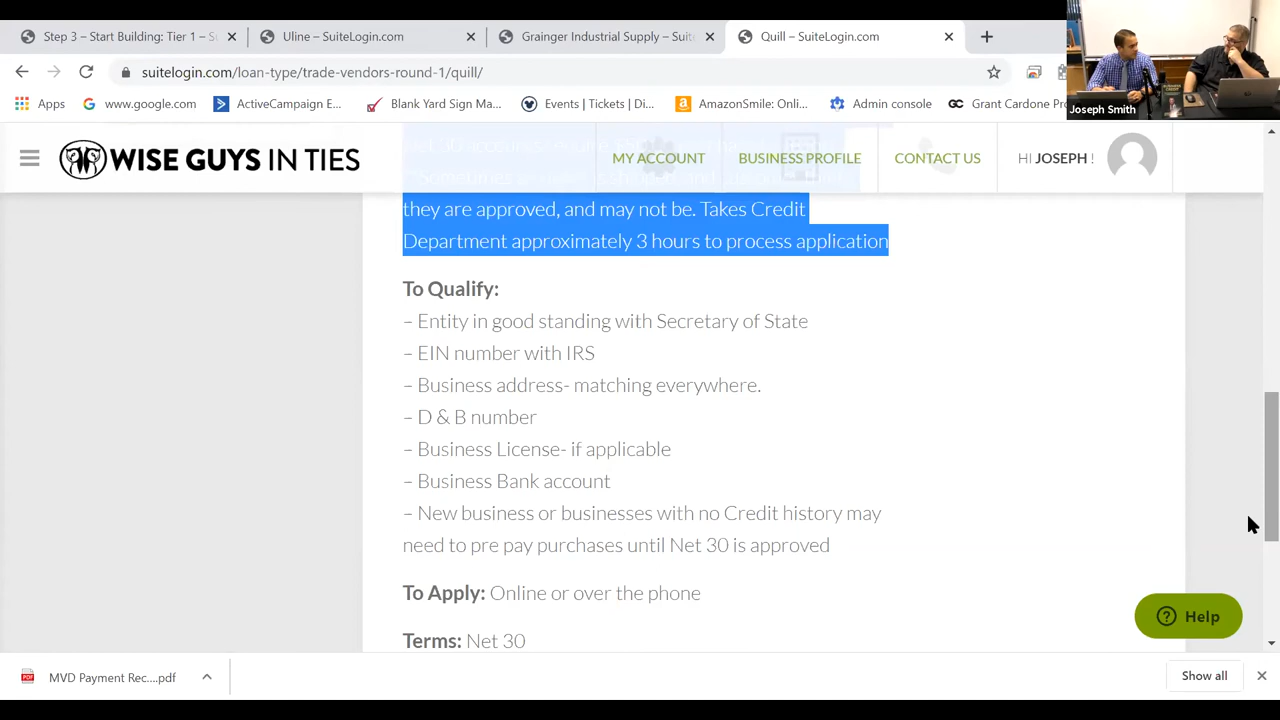 Step 3 – Start Building: Tier 1 – S
Uline – SuiteLogin.com
Grainger Industrial Supply – Suite
Quill – SuiteLogin.com
suitelogin.com/loan-type/trade-vendors-round-1/quill/
Apps
www.google.com
ActiveCampaign E...
Blank Yard Sign Ma...
Events | Tickets | Di...
AmazonSmile: Onli...
Admin console
GC Grant Cardone Pro
Joseph Smith
WISE GUYS IN TIES
MY ACCOUNT
BUSINESS PROFILE
CONTACT US
HI JOSEPH !
they are approved, and may not be. Takes Credit
Department approximately 3 hours to process application
To Qualify:
– Entity in good standing with Secretary of State
– EIN number with IRS
– Business address- matching everywhere.
– D & B number
– Business License- if applicable
– Business Bank account
– New business or businesses with no Credit history may
need to pre pay purchases until Net 30 is approved
To Apply: Online or over the phone
Terms: Net 30
Help
MVD Payment Rec....pdf
Show all